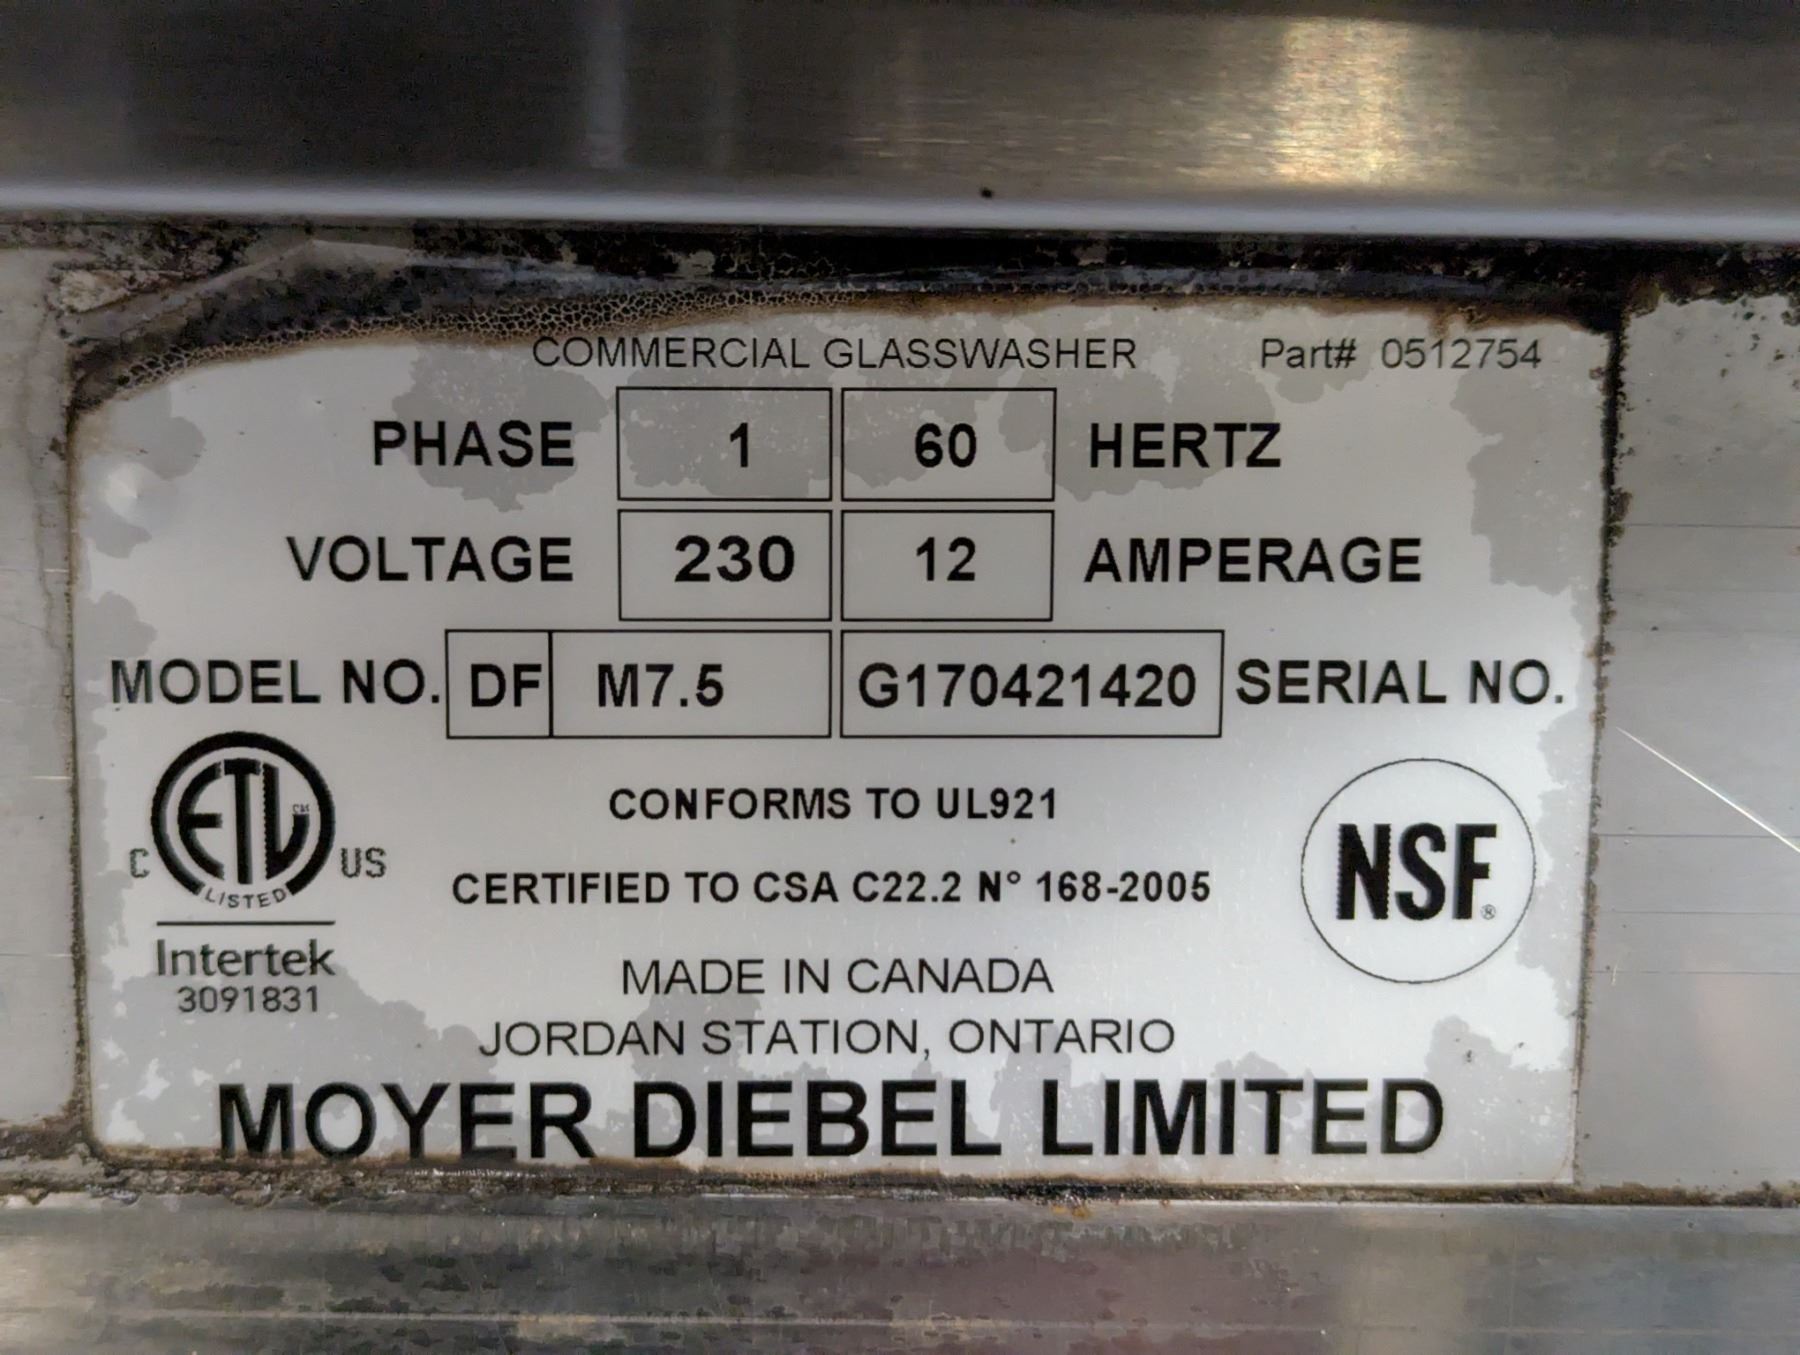 COMMERCIAL GLASSWASHER Part# 0512754
PHASE 1 60 HERTZ
VOLTAGE 230 12 AMPERAGE
MODEL NO. DF M7.5 G170421420 SERIAL NO.
ETL CM
C US
LISTED
Intertek
3091831
CONFORMS TO UL921
CERTIFIED TO CSA C22.2 N° 168-2005
NSF®
MADE IN CANADA
JORDAN STATION, ONTARIO
MOYER DIEBEL LIMITED